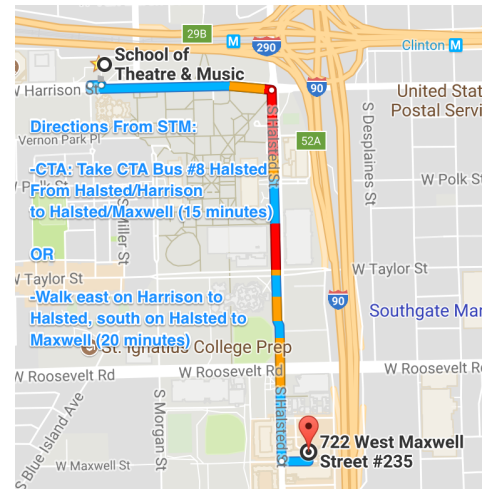 29B
M
290
Clinton M
School of
Theatre & Music
W Harrison St
90
United Stat
Postal Servi
Directions From STM:
Vernon Park Pl
S Halsted St
52A
S Desplaines St
-CTA: Take CTA Bus #8 Halsted
From Halsted/Harrison
to Halsted/Maxwell (15 minutes)
W Polk St
S Miller St
OR
W Taylor St
W Taylor St
90
-Walk east on Harrison to
Halsted, south on Halsted to
Maxwell (20 minutes)
Southgate Mar
St. Ignatius College Prep
W Roosevelt Rd
W Roosevelt Rd
W Roosevelt Rd
S Blue Island Ave
S Morgan St
S Halsted St
722 West Maxwell
Street #235
W Maxwell St